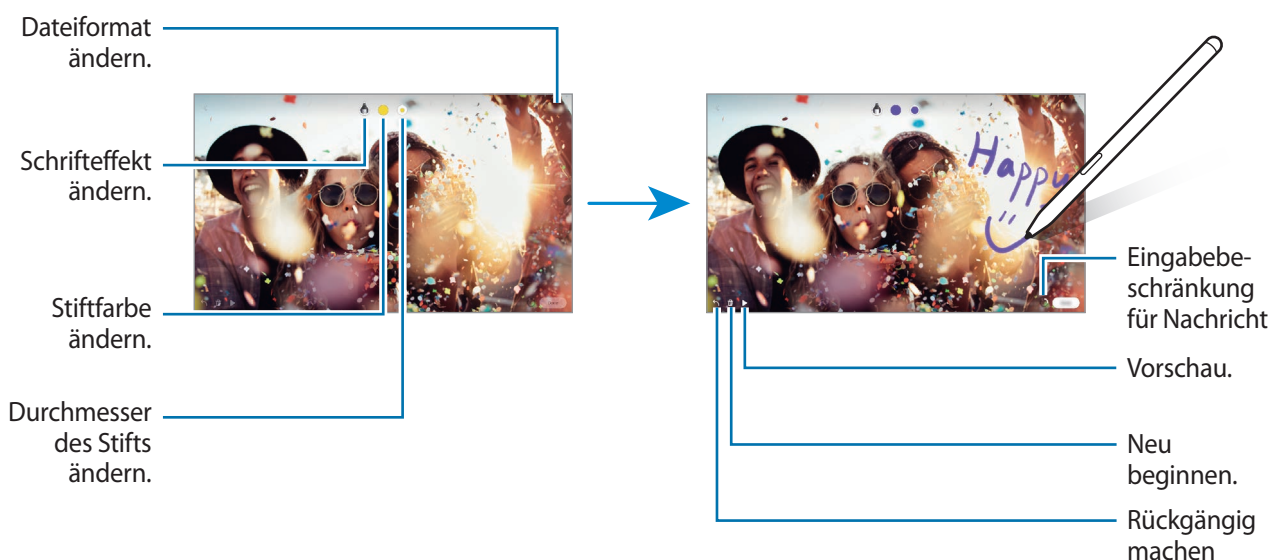 Dateiformat
ändern.
Schrifteffekt
ändern.
Stiftfarbe
ändern.
Durchmesser
des Stifts
ändern.
Happy
Eingabebe-
schränkung
für Nachricht
Vorschau.
Neu
beginnen.
Rückgängig
machen